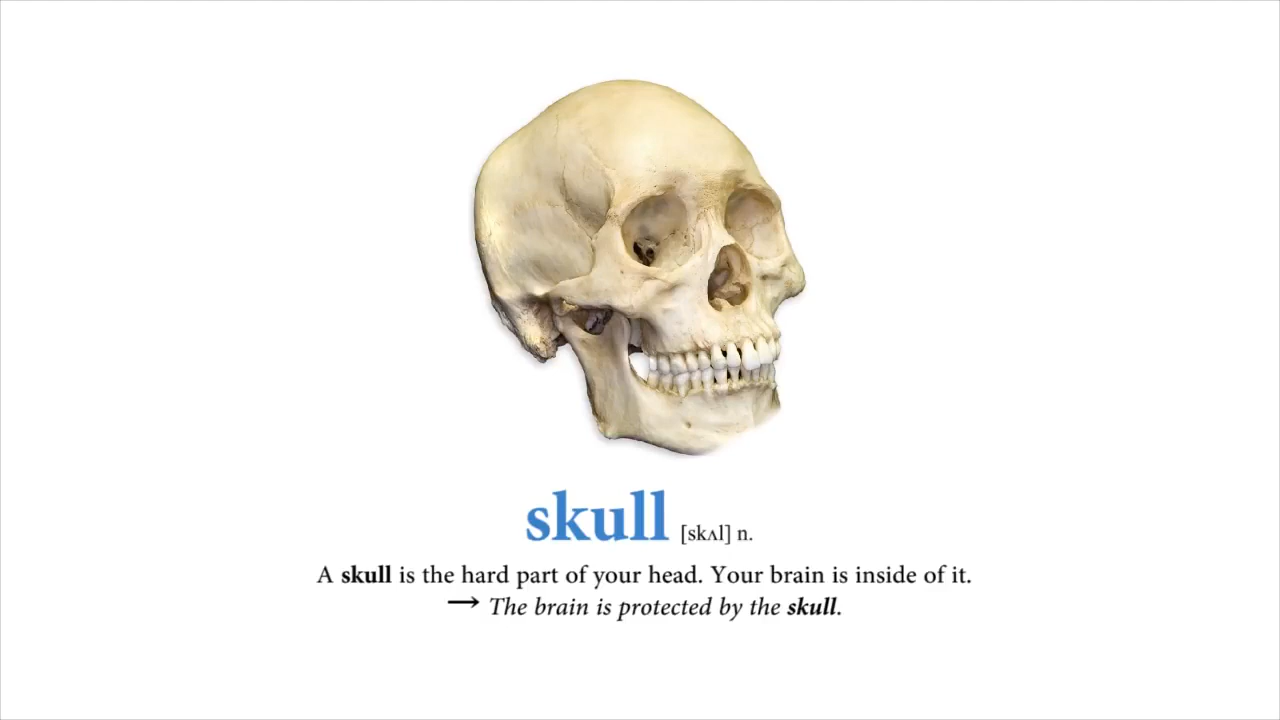 skull [skʌl] n.
A skull is the hard part of your head. Your brain is inside of it.
→ The brain is protected by the skull.